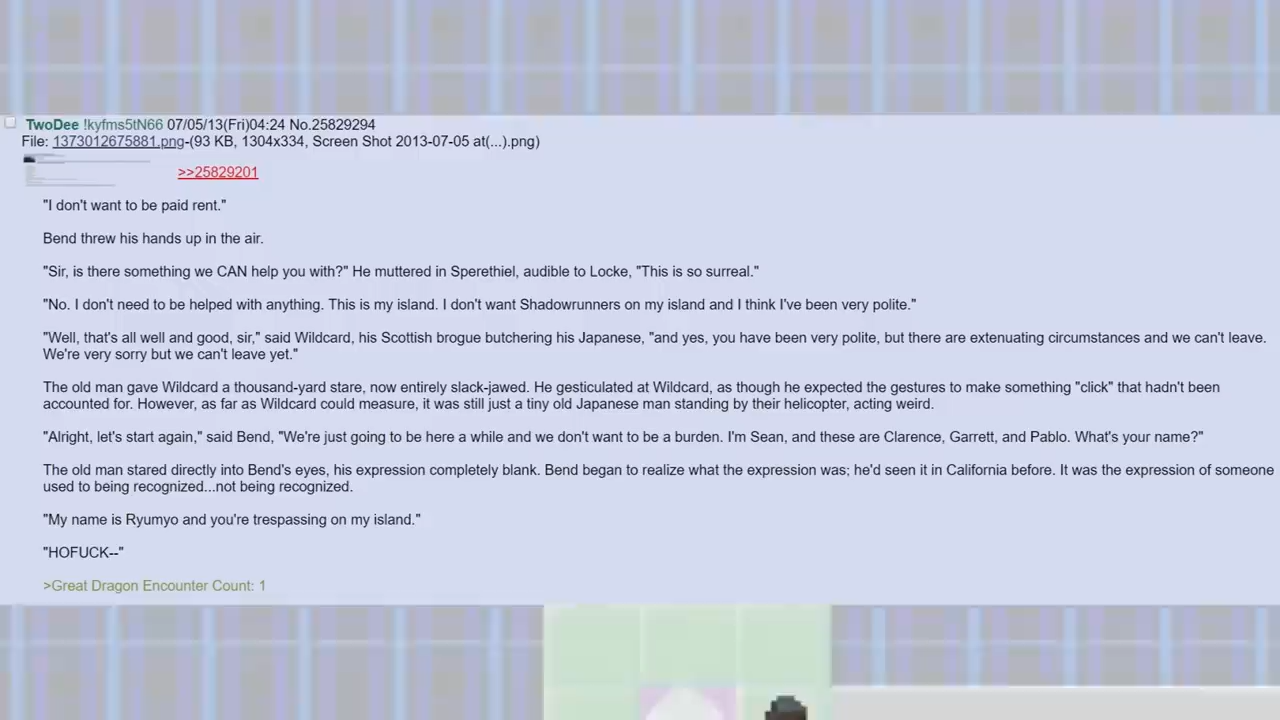 TwoDee !kyfms5tN66 07/05/13(Fri)04:24 No.25829294
File: 1373012675881.png-(93 KB, 1304x334, Screen Shot 2013-07-05 at(...).png)
>>25829201
"I don't want to be paid rent."
Bend threw his hands up in the air.
"Sir, is there something we CAN help you with?" He muttered in Sperethiel, audible to Locke, "This is so surreal."
"No. I don't need to be helped with anything. This is my island. I don't want Shadowrunners on my island and I think I've been very polite."
"Well, that's all well and good, sir," said Wildcard, his Scottish brogue butchering his Japanese, "and yes, you have been very polite, but there are extenuating circumstances and we can't leave.
We're very sorry but we can't leave yet."
The old man gave Wildcard a thousand-yard stare, now entirely slack-jawed. He gesticulated at Wildcard, as though he expected the gestures to make something "click" that hadn't been
accounted for. However, as far as Wildcard could measure, it was still just a tiny old Japanese man standing by their helicopter, acting weird.
"Alright, let's start again," said Bend, "We're just going to be here a while and we don't want to be a burden. I'm Sean, and these are Clarence, Garrett, and Pablo. What's your name?"
The old man stared directly into Bend's eyes, his expression completely blank. Bend began to realize what the expression was; he'd seen it in California before. It was the expression of someone
used to being recognized...not being recognized.
"My name is Ryumyo and you're trespassing on my island."
"HOFUCK--"
>Great Dragon Encounter Count: 1